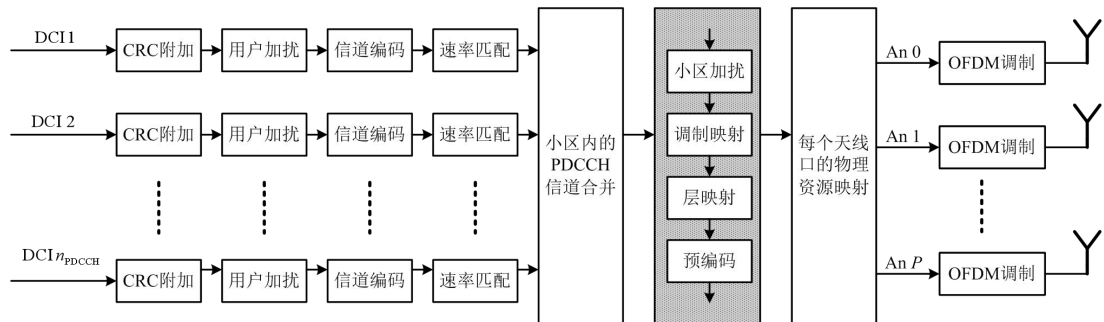 DCI 1
CRC附加
用户加扰
信道编码
速率匹配
DCI 2
CRC附加
用户加扰
信道编码
速率匹配
DCI nPDCCH
CRC附加
用户加扰
信道编码
速率匹配
小区内的
PDCCH
信道合并
小区加扰
调制映射
层映射
预编码
每个天线
口的物理
资源映射
An 0
OFDM调制
An 1
OFDM调制
An P
OFDM调制